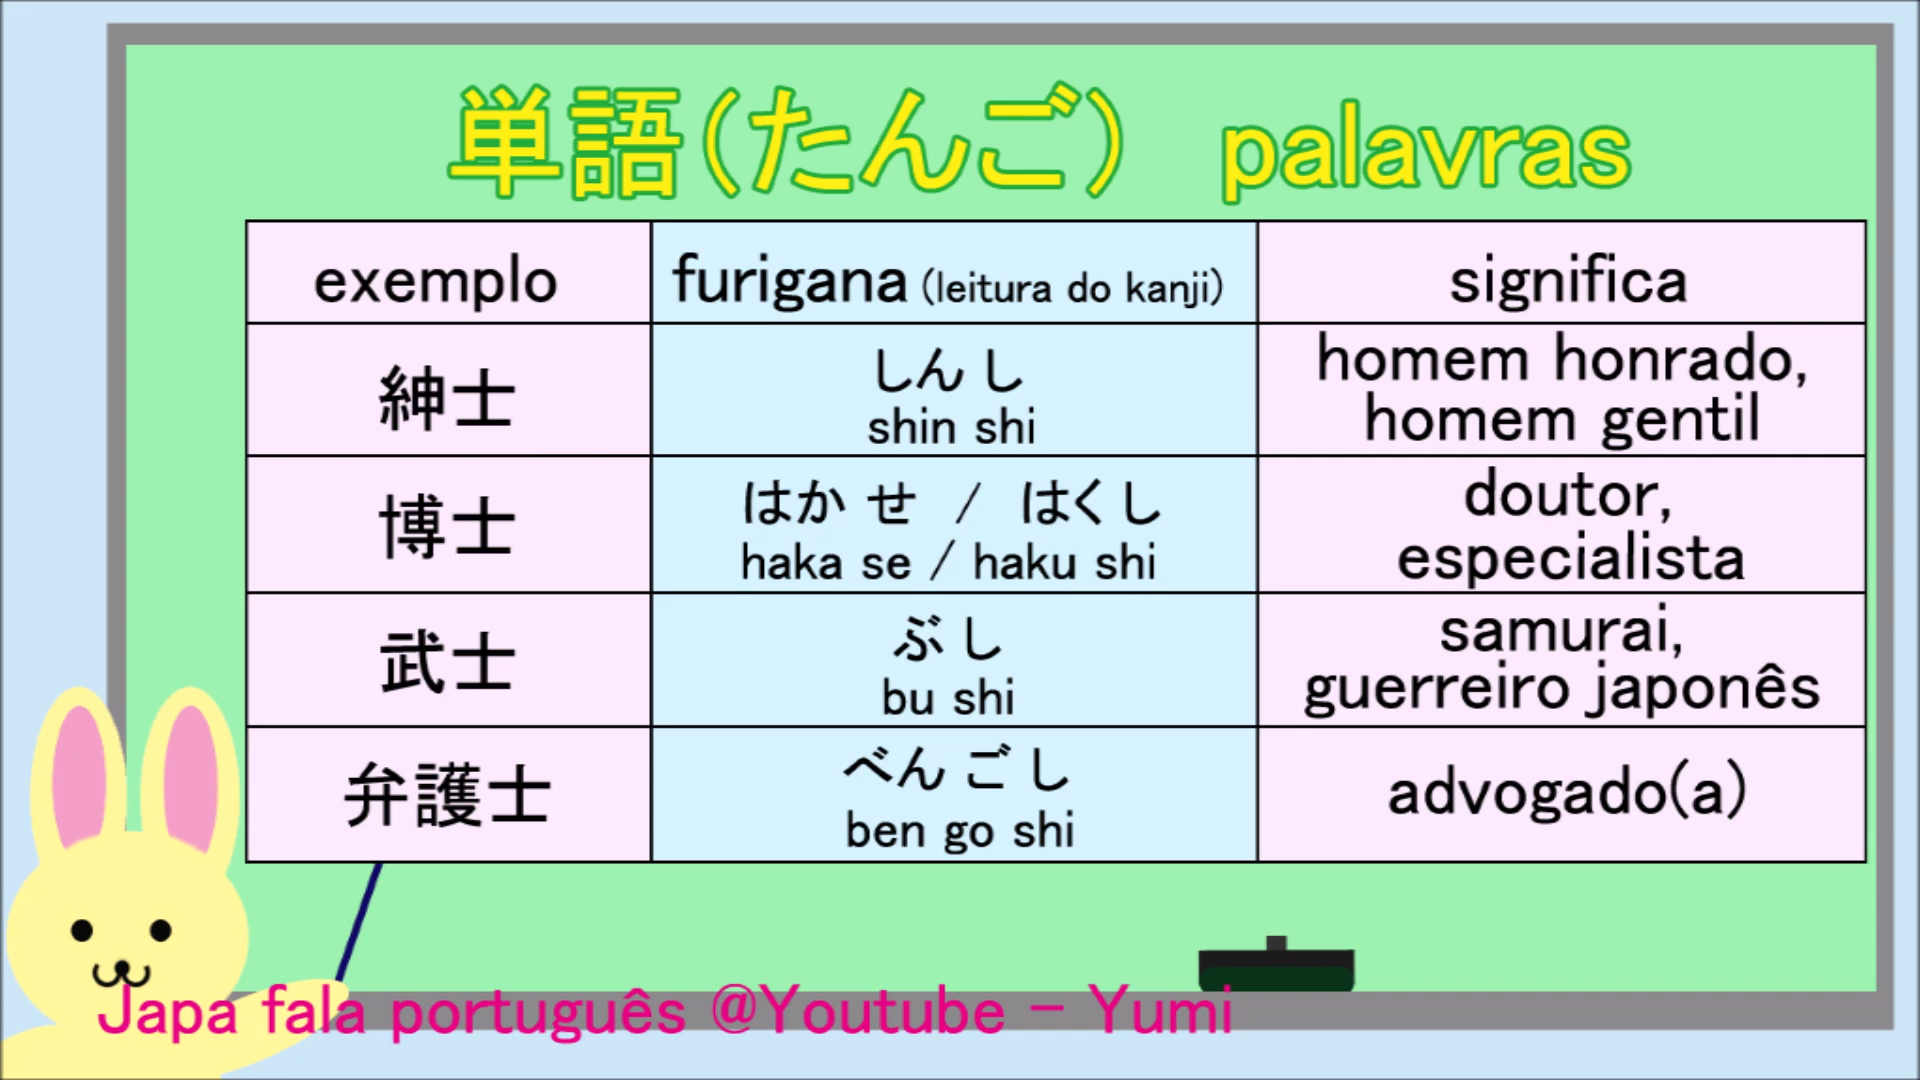 単語（たんご） palavras
exemplo
furigana (leitura do kanji)
significa
紳士
しん し
shin shi
homem honrado,
homem gentil
博士
はか せ / はく し
haka se / haku shi
doutor,
especialista
武士
ぶ し
bu shi
samurai,
guerreiro japonês
弁護士
べん ご し
ben go shi
advogado(a)
Japa fala português @Youtube - Yumi